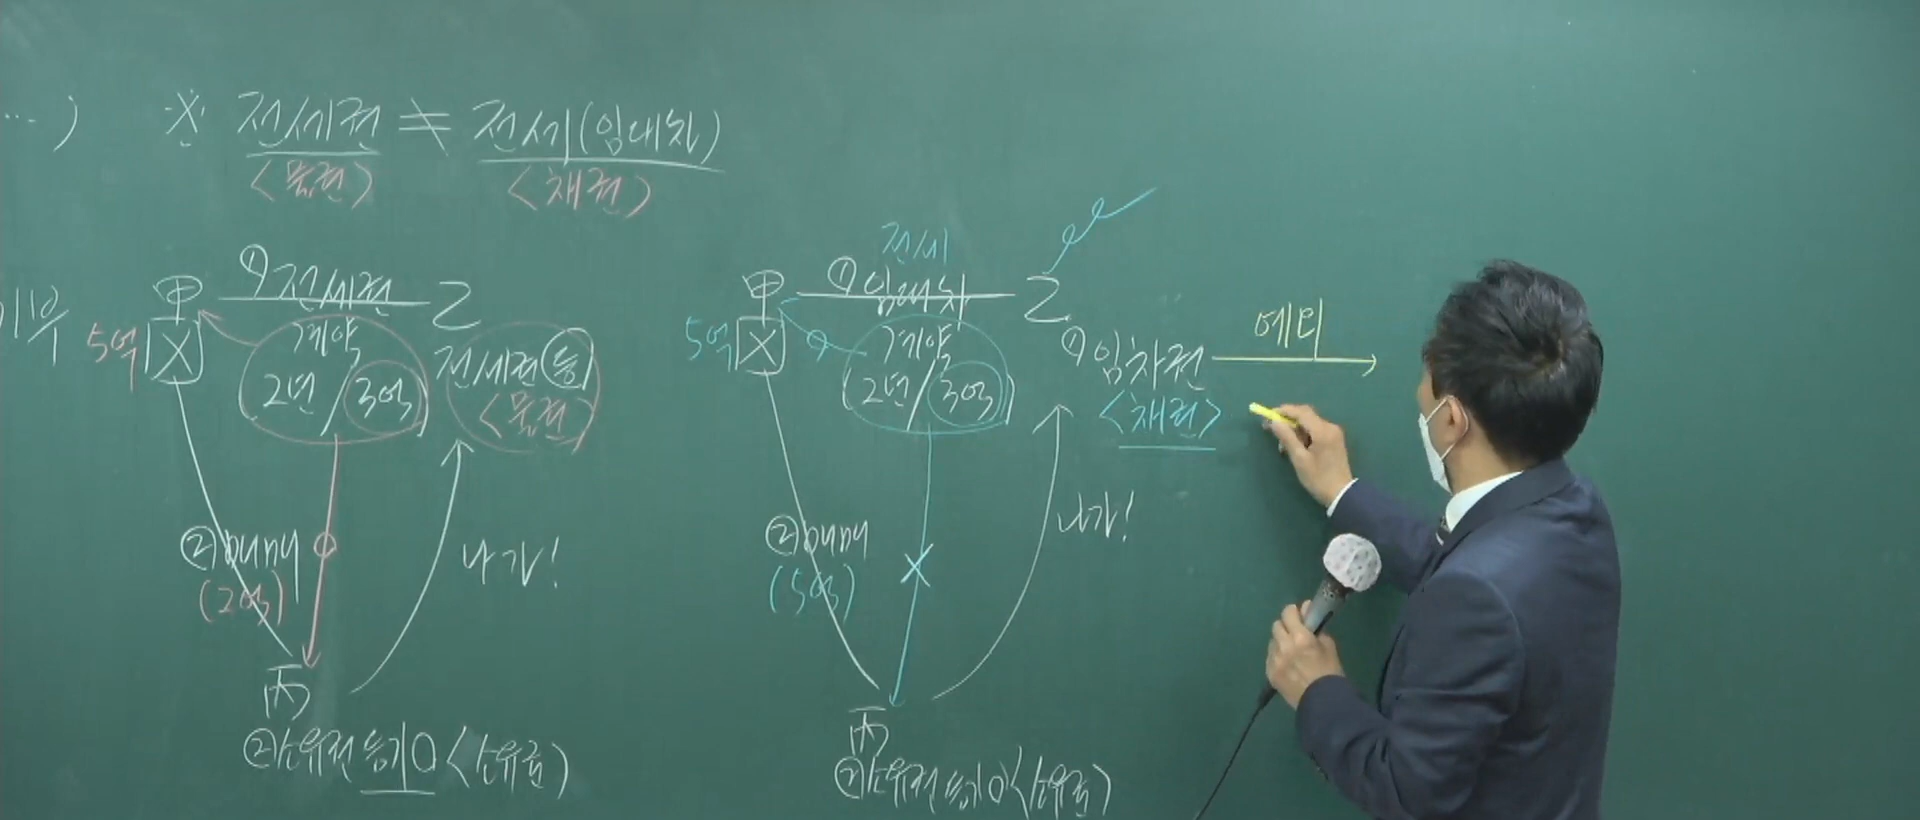 …) ※ 전세권 ≠ 전세(임대차)
<물권> <채권>
甲 ①전세권 乙
5억 X 계약 전세권(등)
2년/3억 <물권>
②매매 나가!
(2억)
丙
②소유권 등기O <소유권>
전세
甲 ①임대차 乙
5억 X 계약 ①임차권 예외
(2년/3억) <채권>
②매매 나가!
(5억) X
丙
②소유권 등기O <소유권>